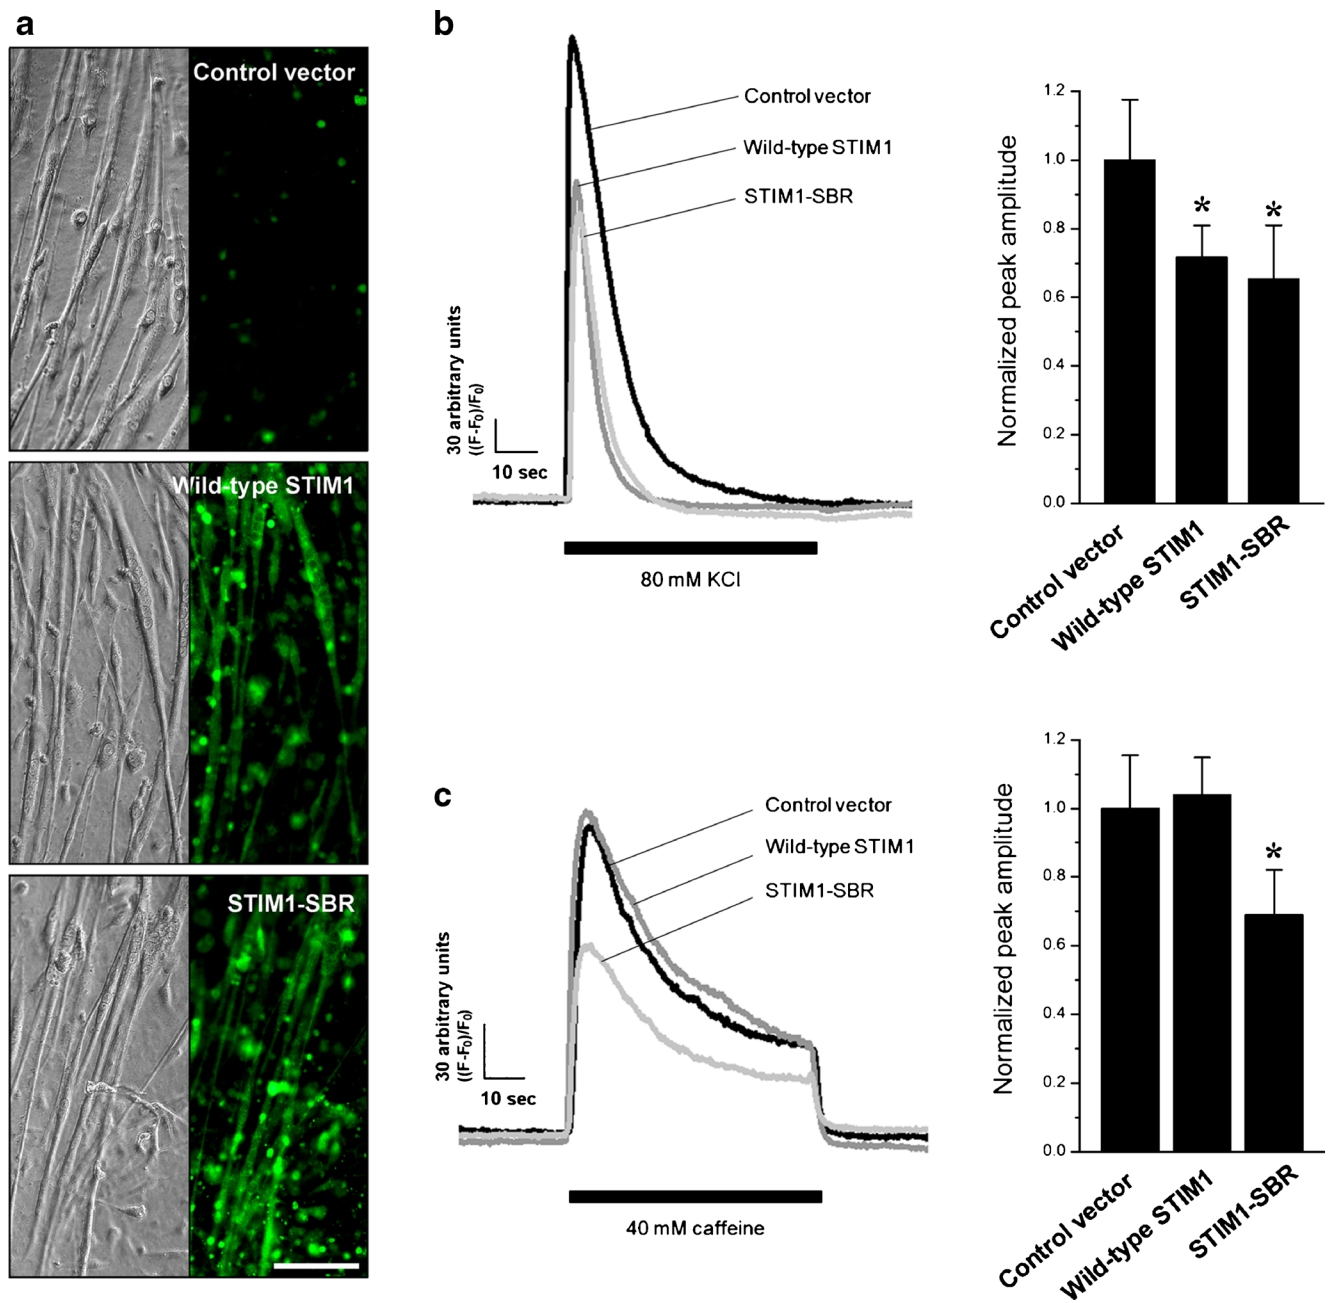 a
Control vector
Wild-type STIM1
STIM1-SBR
b
Control vector
Wild-type STIM1
STIM1-SBR
30 arbitrary units
((F-F0)/F0)
10 sec
80 mM KCl
Normalized peak amplitude
1.2
1.0
0.8
0.6
0.4
0.2
0.0
*
*
Control vector
Wild-type STIM1
STIM1-SBR
c
Control vector
Wild-type STIM1
STIM1-SBR
30 arbitrary units
((F-F0)/F0)
10 sec
40 mM caffeine
Normalized peak amplitude
1.2
1.0
0.8
0.6
0.4
0.2
0.0
*
Control vector
Wild-type STIM1
STIM1-SBR